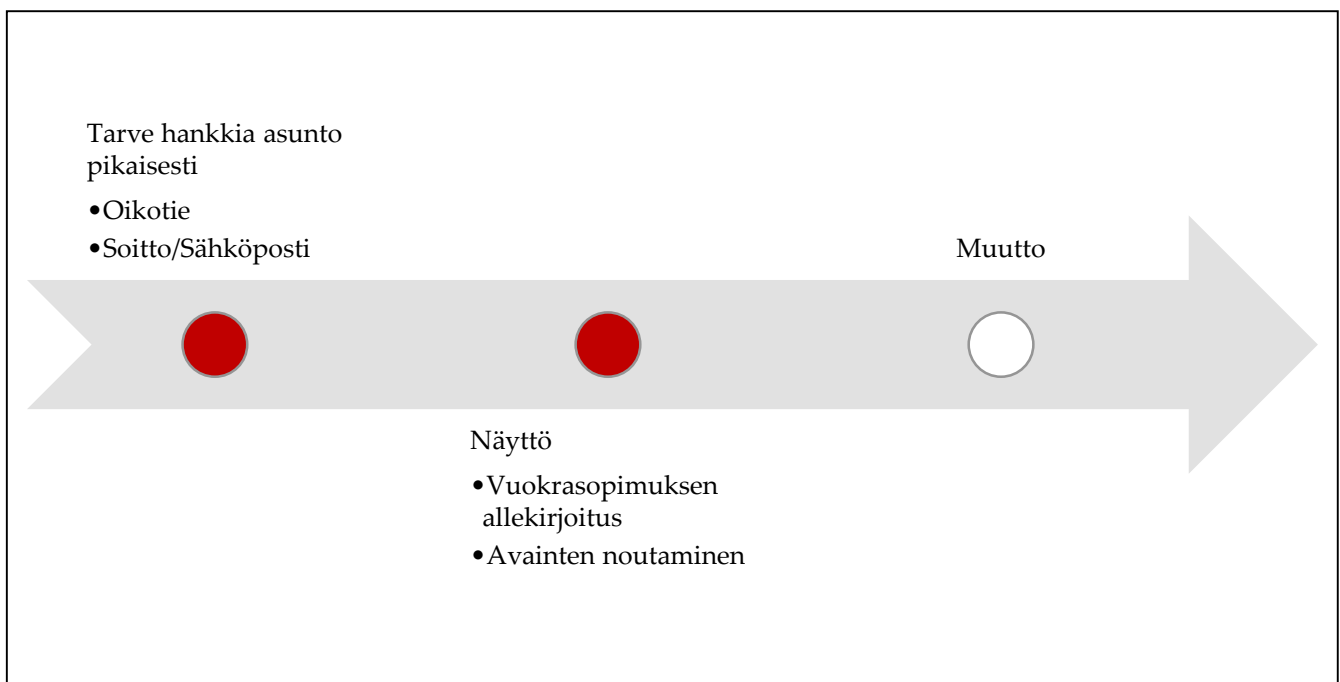 Tarve hankkia asunto
pikaisesti
•Oikotie
•Soitto/Sähköposti
Muutto
Näyttö
•Vuokrasopimuksen
allekirjoitus
•Avainten noutaminen